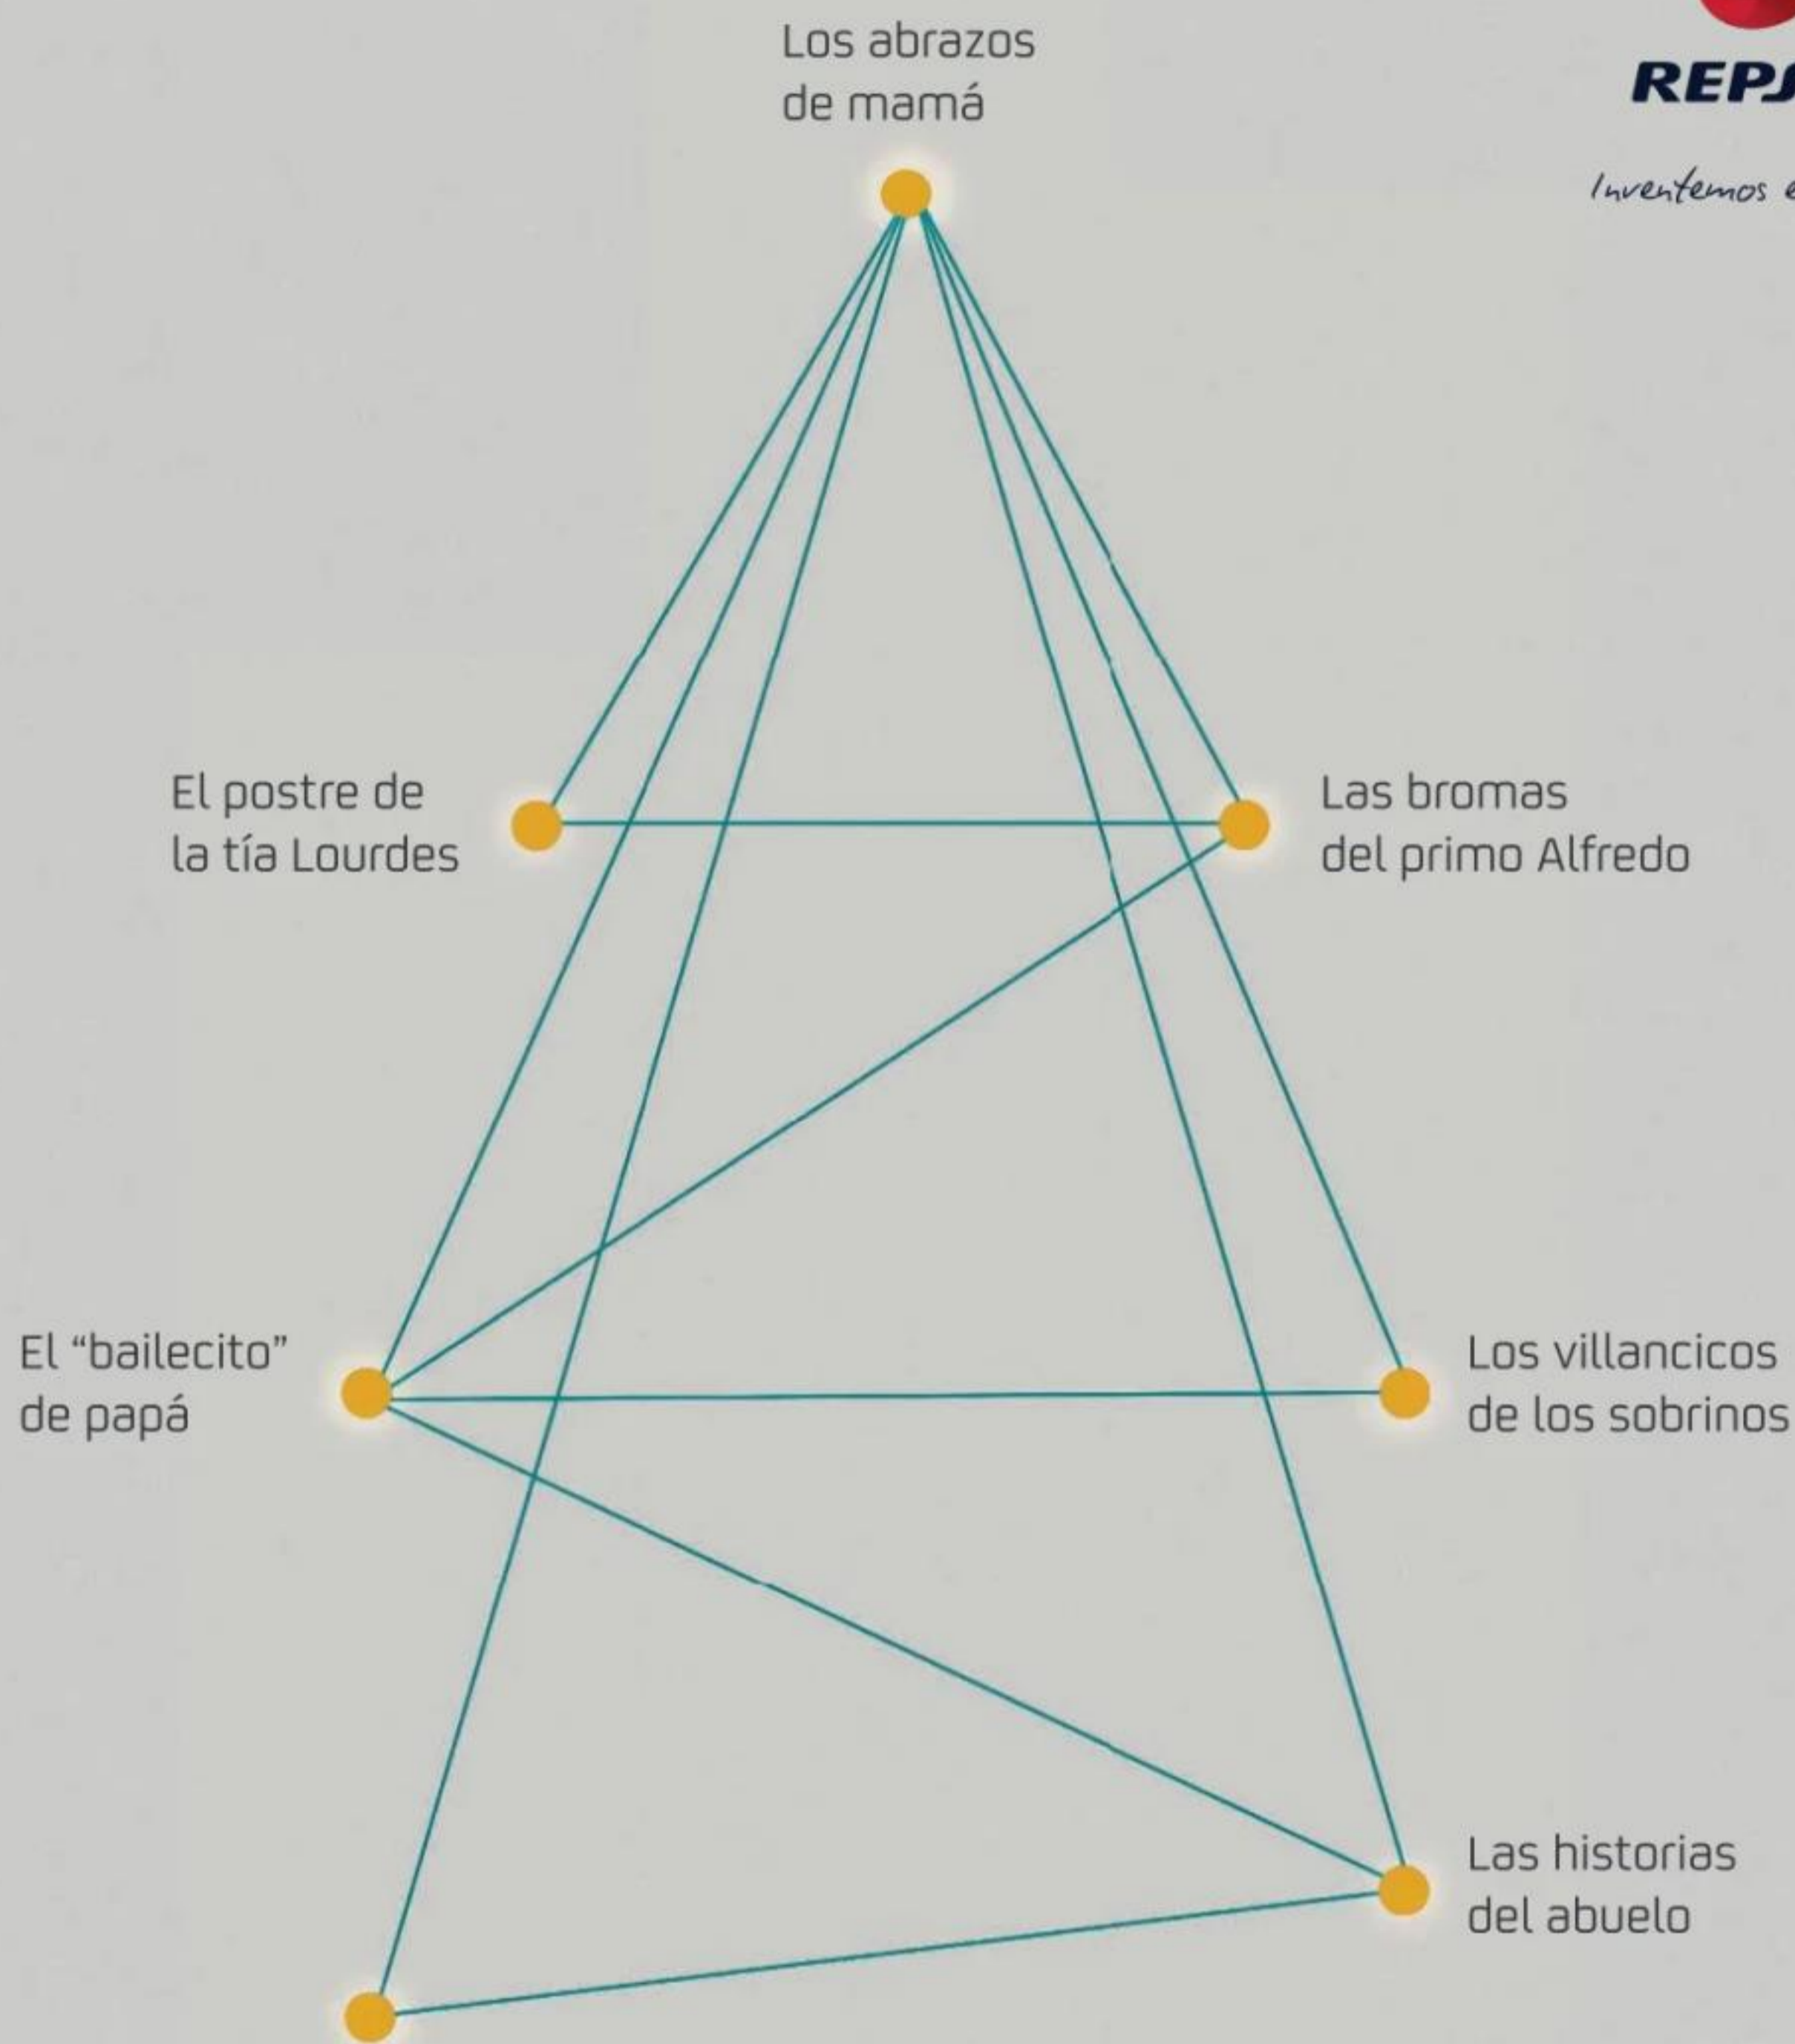 Los abrazos
de mamá
Inventemos
El postre de
la tía Lourdes
Las bromas
del primo Alfredo
El “bailecito”
de papá
Los villancicos
de los sobrinos
Las historias
del abuelo